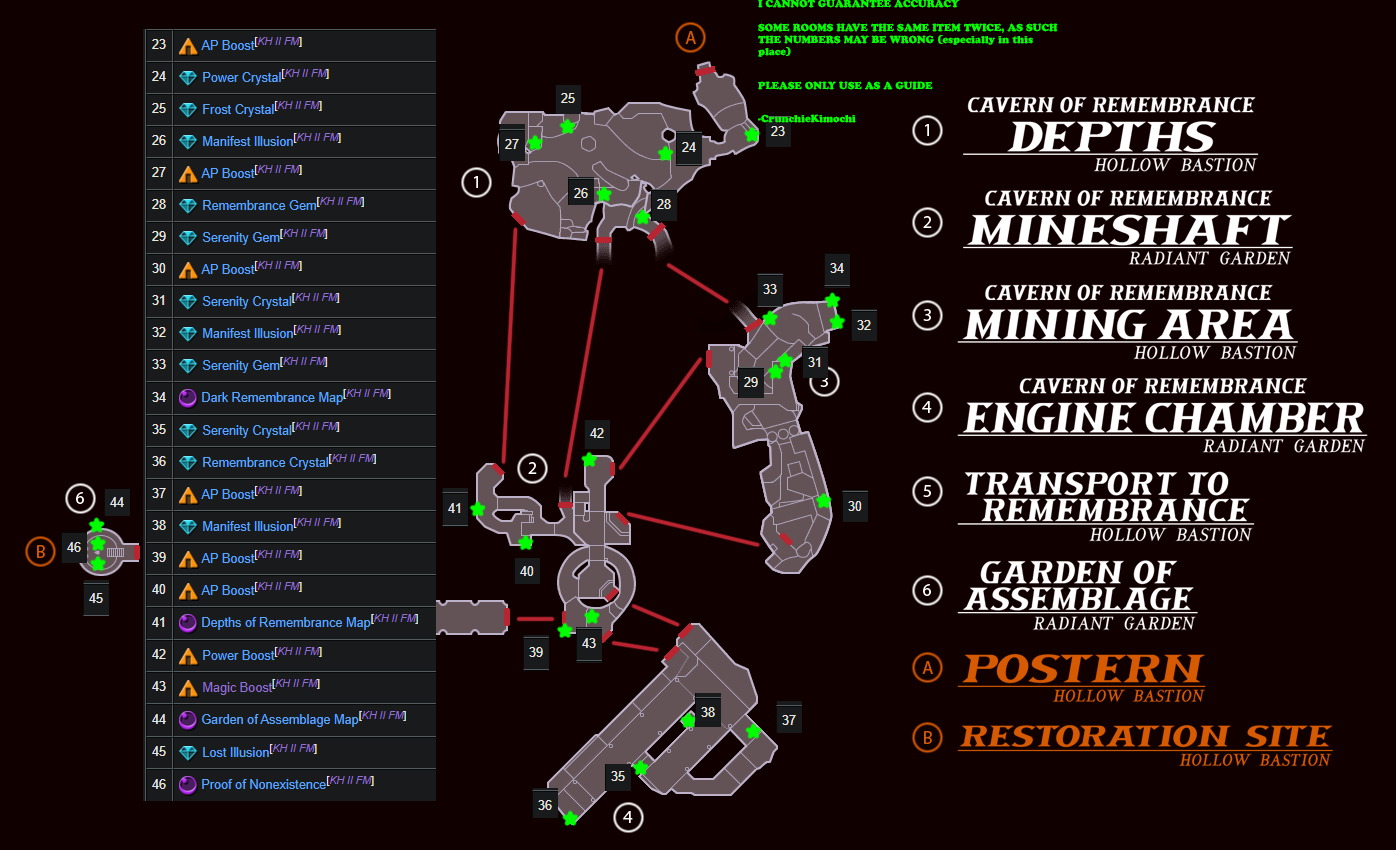 I CANNOT GUARANTEE ACCURACY
SOME ROOMS HAVE THE SAME ITEM TWICE, AS SUCH
THE NUMBERS MAY BE WRONG (especially in this
place)
PLEASE ONLY USE AS A GUIDE
-CrunchieKimochi
23 AP Boost[KH II FM]
24 Power Crystal[KH II FM]
25 Frost Crystal[KH II FM]
26 Manifest Illusion[KH II FM]
27 AP Boost[KH II FM]
28 Remembrance Gem[KH II FM]
29 Serenity Gem[KH II FM]
30 AP Boost[KH II FM]
31 Serenity Crystal[KH II FM]
32 Manifest Illusion[KH II FM]
33 Serenity Gem[KH II FM]
34 Dark Remembrance Map[KH II FM]
35 Serenity Crystal[KH II FM]
36 Remembrance Crystal[KH II FM]
37 AP Boost[KH II FM]
38 Manifest Illusion[KH II FM]
39 AP Boost[KH II FM]
40 AP Boost[KH II FM]
41 Depths of Remembrance Map[KH II FM]
42 Power Boost[KH II FM]
43 Magic Boost[KH II FM]
44 Garden of Assemblage Map[KH II FM]
45 Lost Illusion[KH II FM]
46 Proof of Nonexistence[KH II FM]
A
25
23
27
24
1
26
28
34
33
32
31
29
3
42
2
6
44
41
30
B
46
40
45
43
39
38
37
35
36
4
1
CAVERN OF REMEMBRANCE
DEPTHS
HOLLOW BASTION
2
CAVERN OF REMEMBRANCE
MINESHAFT
RADIANT GARDEN
3
CAVERN OF REMEMBRANCE
MINING AREA
HOLLOW BASTION
4
CAVERN OF REMEMBRANCE
ENGINE CHAMBER
RADIANT GARDEN
5
TRANSPORT TO
REMEMBRANCE
HOLLOW BASTION
6
GARDEN OF
ASSEMBLAGE
RADIANT GARDEN
A
POSTERN
HOLLOW BASTION
B
RESTORATION SITE
HOLLOW BASTION